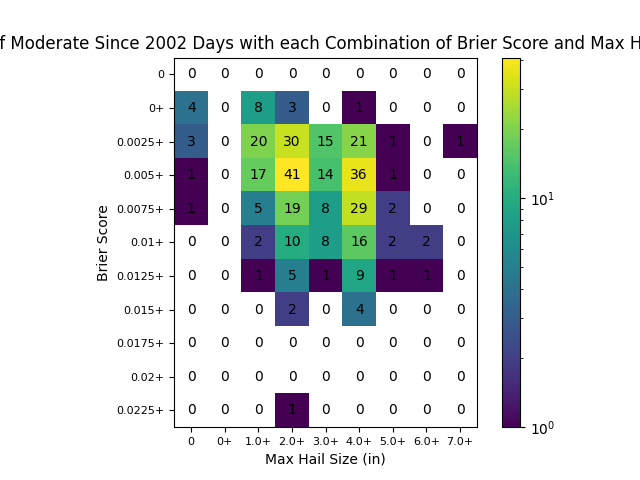 f Moderate Since 2002 Days with each Combination of Brier Score and Max H
0 0 0 0 0 0 0 0 0 0
0+ 4 0 8 3 0 1 0 0 0
0.0025+ 3 0 20 30 15 21 1 0 1
0.005+ 1 0 17 41 14 36 1 0 0
0.0075+ 1 0 5 19 8 29 2 0 0
0.01+ 0 0 2 10 8 16 2 2 0
0.0125+ 0 0 1 5 1 9 1 1 0
0.015+ 0 0 0 2 0 4 0 0 0
0.0175+ 0 0 0 0 0 0 0 0 0
0.02+ 0 0 0 0 0 0 0 0 0
0.0225+ 0 0 0 1 0 0 0 0 0
0 0+ 1.0+ 2.0+ 3.0+ 4.0+ 5.0+ 6.0+ 7.0+
Max Hail Size (in)
Brier Score
10¹
10⁰